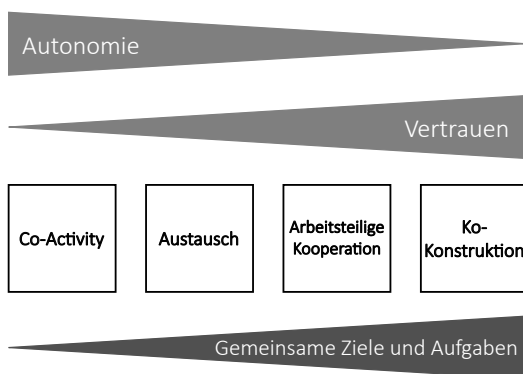 Autonomie
Vertrauen
Co-Activity
Austausch
Arbeitsteilige
Kooperation
Ko-
Konstruktion
Gemeinsame Ziele und Aufgaben